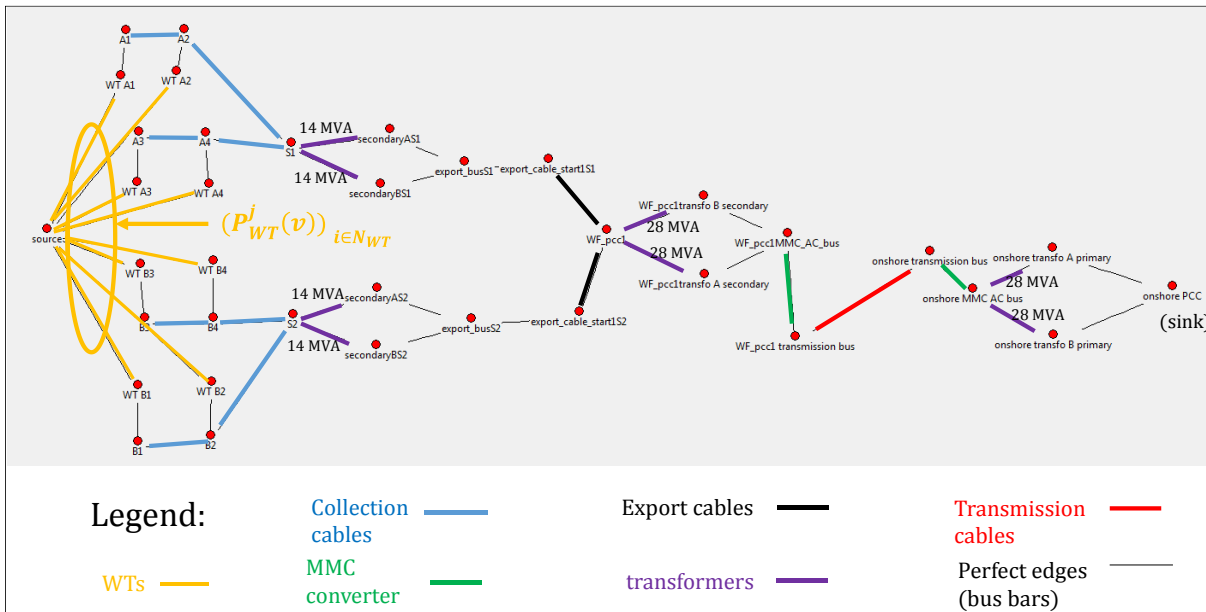 A1
A2
WT A1
WT A2
A3
A4
WT A3
WT A4
S1
14 MVA
14 MVA
secondaryAS1
secondaryBS1
export_busS1
export_cable_start1S1
source
(P^j_WT(v)) i∈N_WT
WF_pcc1
WF_pcc1transfo B secondary
28 MVA
28 MVA
WF_pcc1transfo A secondary
WF_pcc1MMC_AC_bus
WF_pcc1 transmission bus
onshore transmission bus
onshore MMC AC bus
onshore transfo A primary
28 MVA
28 MVA
onshore transfo B primary
onshore PCC
(sink)
WT B3
WT B4
B3
B4
S2
14 MVA
14 MVA
secondaryAS2
secondaryBS2
export_busS2
export_cable_start1S2
WT B1
WT B2
B1
B2
Legend:
Collection
cables
Export cables
Transmission
cables
WTs
MMC
converter
transformers
Perfect edges
(bus bars)